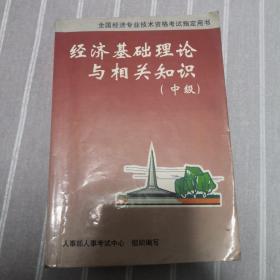 全国经济专业技术资格考试指定用书
经济基础理论
与相关知识
（中级）
人事部人事考试中心 组织编写